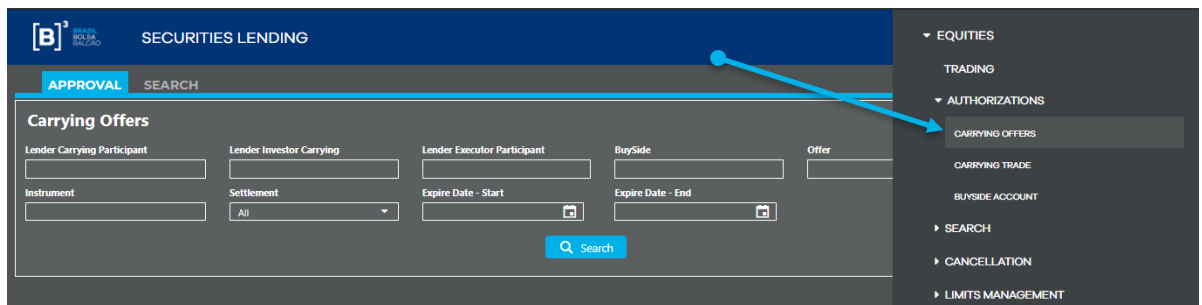 [B]³ BRASIL BOLSA BALCÃO
SECURITIES LENDING
APPROVAL SEARCH
Carrying Offers
Lender Carrying Participant Lender Investor Carrying Lender Executor Participant BuySide Offer
Instrument Settlement Expire Date - Start Expire Date - End
All
Search
EQUITIES
TRADING
AUTHORIZATIONS
CARRYING OFFERS
CARRYING TRADE
BUYSIDE ACCOUNT
SEARCH
CANCELLATION
LIMITS MANAGEMENT